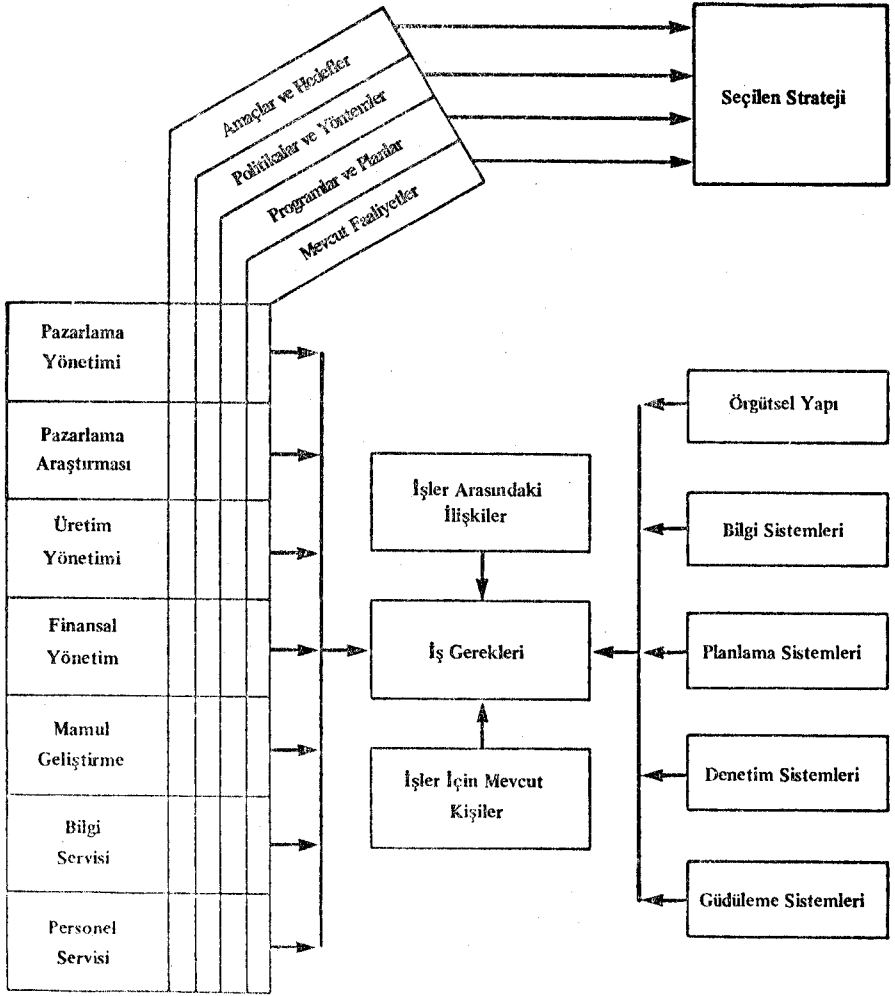 Amaçlar ve Hedefler
Politikalar ve Yöntemler
Programlar ve Planlar
Mevcut Faaliyetler
Seçilen Strateji
Pazarlama
Yönetimi
Pazarlama
Araştırması
Üretim
Yönetimi
Finansal
Yönetim
Mamul
Geliştirme
Bilgi
Servisi
Personel
Servisi
İşler Arasındaki
İlişkiler
İş Gerekleri
İşler İçin Mevcut
Kişiler
Örgütsel Yapı
Bilgi Sistemleri
Planlama Sistemleri
Denetim Sistemleri
Güdüleme Sistemleri